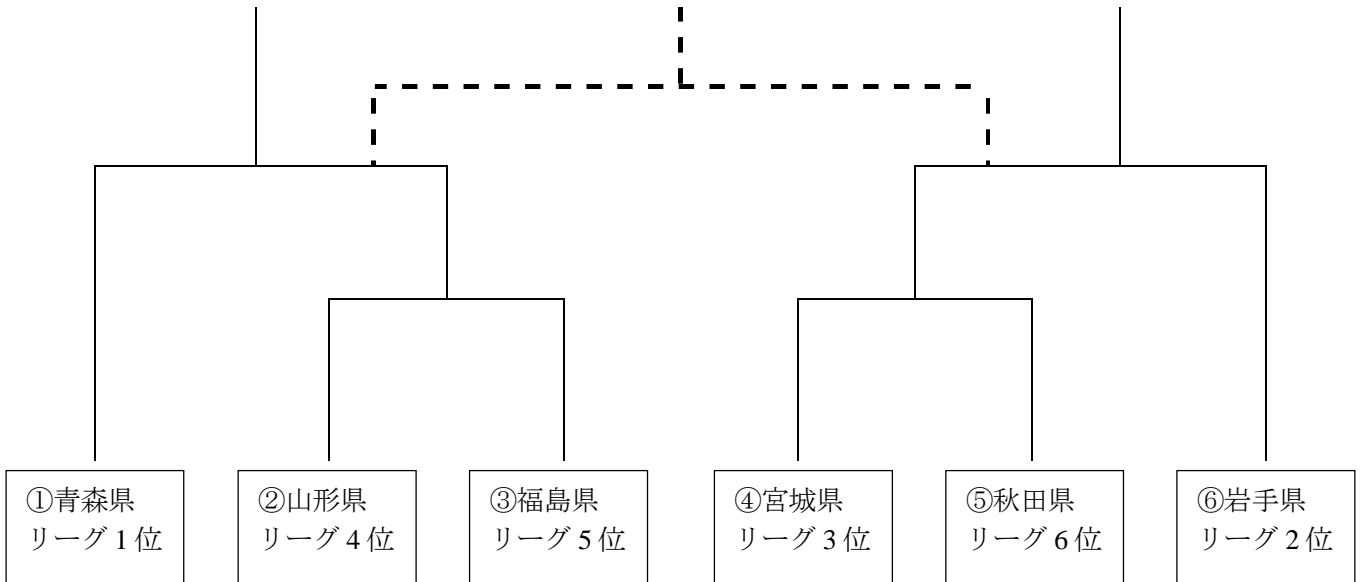 ①青森県
リーグ1位
②山形県
リーグ4位
③福島県
リーグ5位
④宮城県
リーグ3位
⑤秋田県
リーグ6位
⑥岩手県
リーグ2位